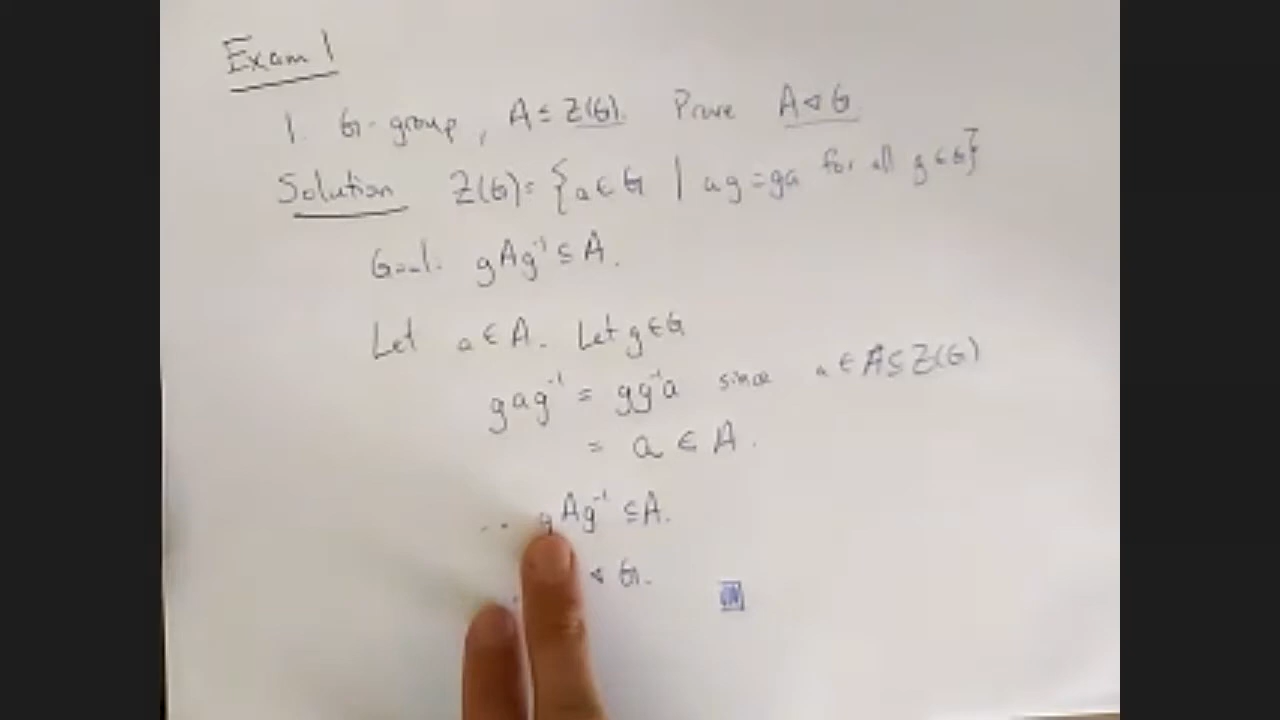 Exam 1
1. G-group, A ≤ Z(G). Prove A ◁ G
Solution Z(G) = {a ∈ G | ag = ga for all g ∈ G}
Goal: gAg⁻¹ ⊆ A.
Let a ∈ A. Let g ∈ G
gag⁻¹ = gg⁻¹a since a ∈ A ⊆ Z(G)
= a ∈ A.
∴ gAg⁻¹ ⊆ A.
◁ G.